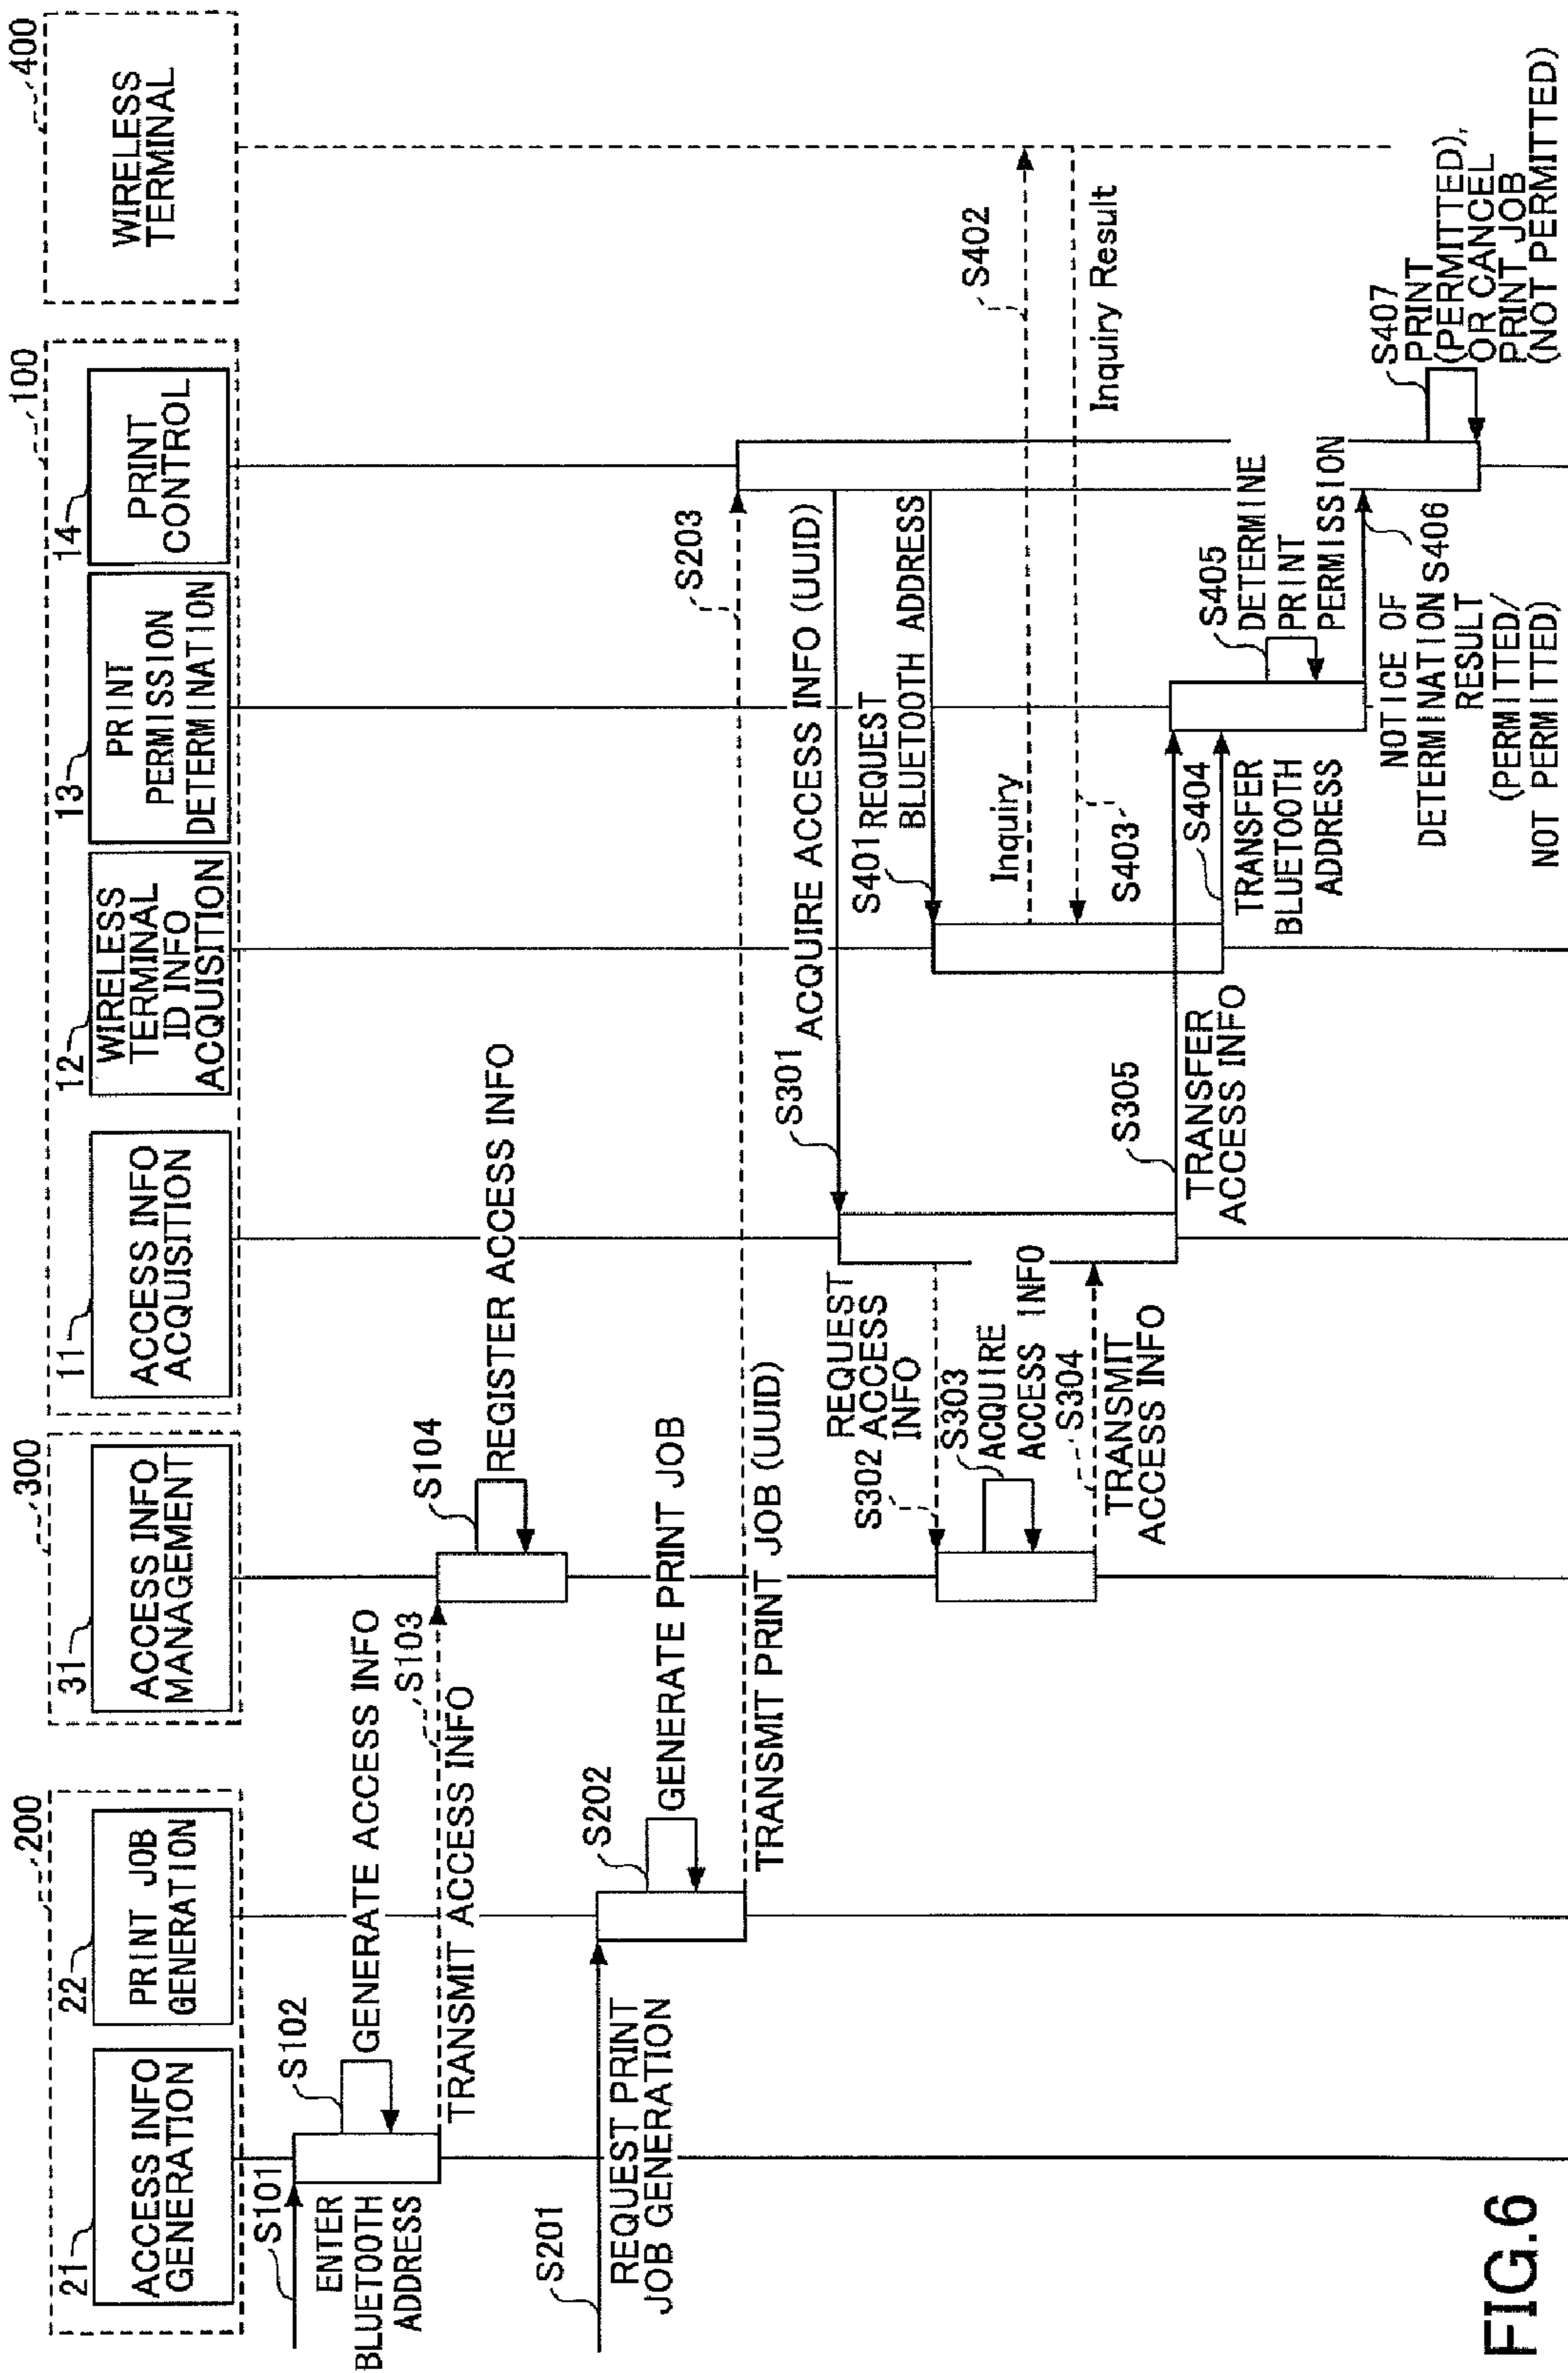 200
21
ACCESS INFO
GENERATION
22
PRINT JOB
GENERATION
300
31
ACCESS INFO
MANAGEMENT
100
11
ACCESS INFO
ACQUISITION
12
WIRELESS
TERMINAL
ID INFO
ACQUISITION
13
PRINT
PERMISSION
DETERMINATION
14
PRINT
CONTROL
400
WIRELESS
TERMINAL
S101
ENTER
BLUETOOTH
ADDRESS
S102
GENERATE ACCESS INFO
S103
TRANSMIT ACCESS INFO
S104
REGISTER ACCESS INFO
S201
REQUEST PRINT
JOB GENERATION
S202
GENERATE PRINT JOB
S203
TRANSMIT PRINT JOB (UUID)
S301
ACQUIRE ACCESS INFO (UUID)
S401 REQUEST
BLUETOOTH ADDRESS
REQUEST
S302 ACCESS
INFO
S303
ACQUIRE
ACCESS INFO
S304
TRANSMIT
ACCESS INFO
S305
TRANSFER
ACCESS INFO
Inquiry
S402
S403
Inquiry Result
S404
TRANSFER
BLUETOOTH
ADDRESS
S405
DETERMINE
PRINT
PERMISSION
NOTICE OF
DETERMINATION S406
RESULT
(PERMITTED/
NOT PERMITTED)
S407
PRINT
(PERMITTED),
OR CANCEL
PRINT JOB
(NOT PERMITTED)
FIG.6